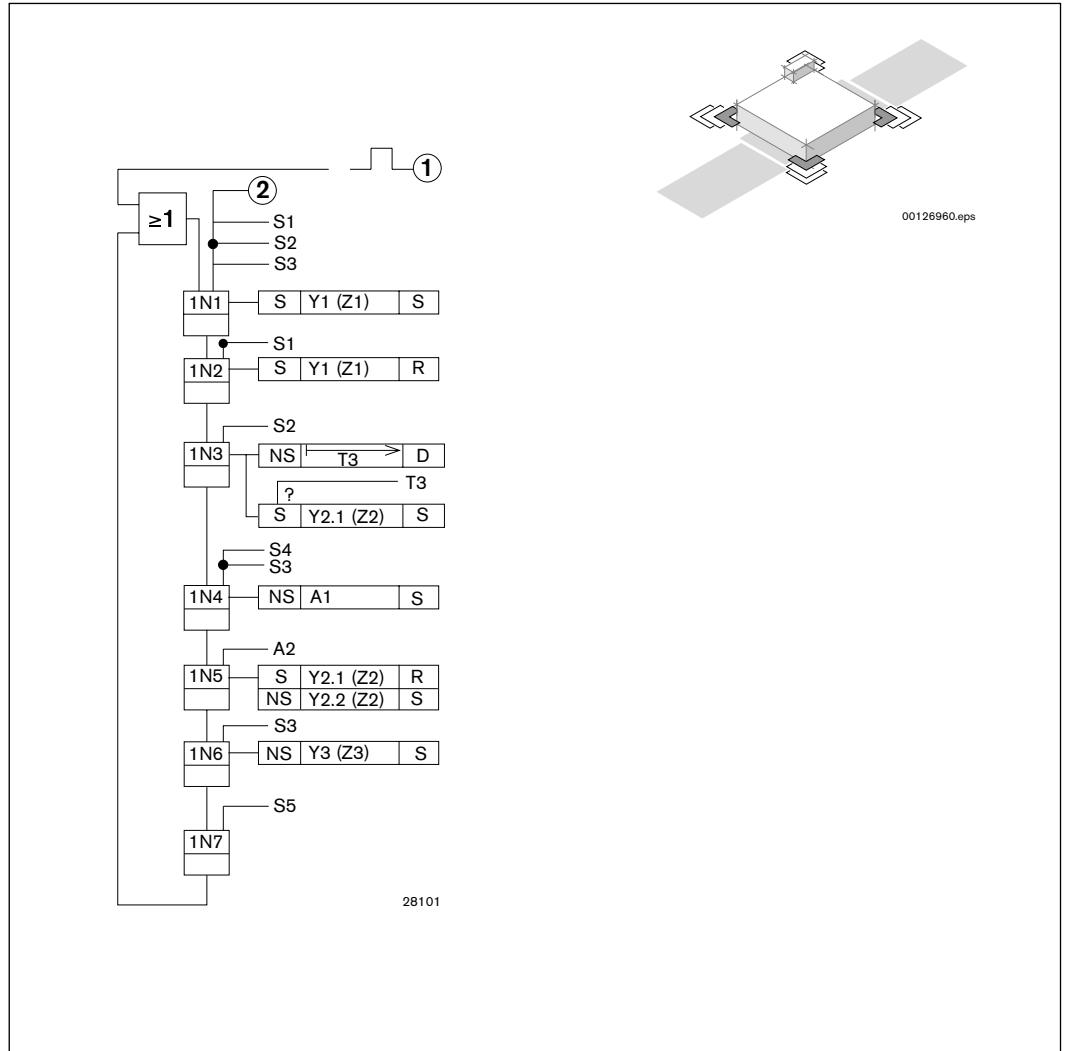 1
2
≥1
S1
S2
S3
00126960.eps
1N1 S Y1 (Z1) S
S1
1N2 S Y1 (Z1) R
S2
1N3 NS T3 D
T3
?
S Y2.1 (Z2) S
S4
S3
1N4 NS A1 S
A2
1N5 S Y2.1 (Z2) R
NS Y2.2 (Z2) S
S3
1N6 NS Y3 (Z3) S
S5
1N7
28101